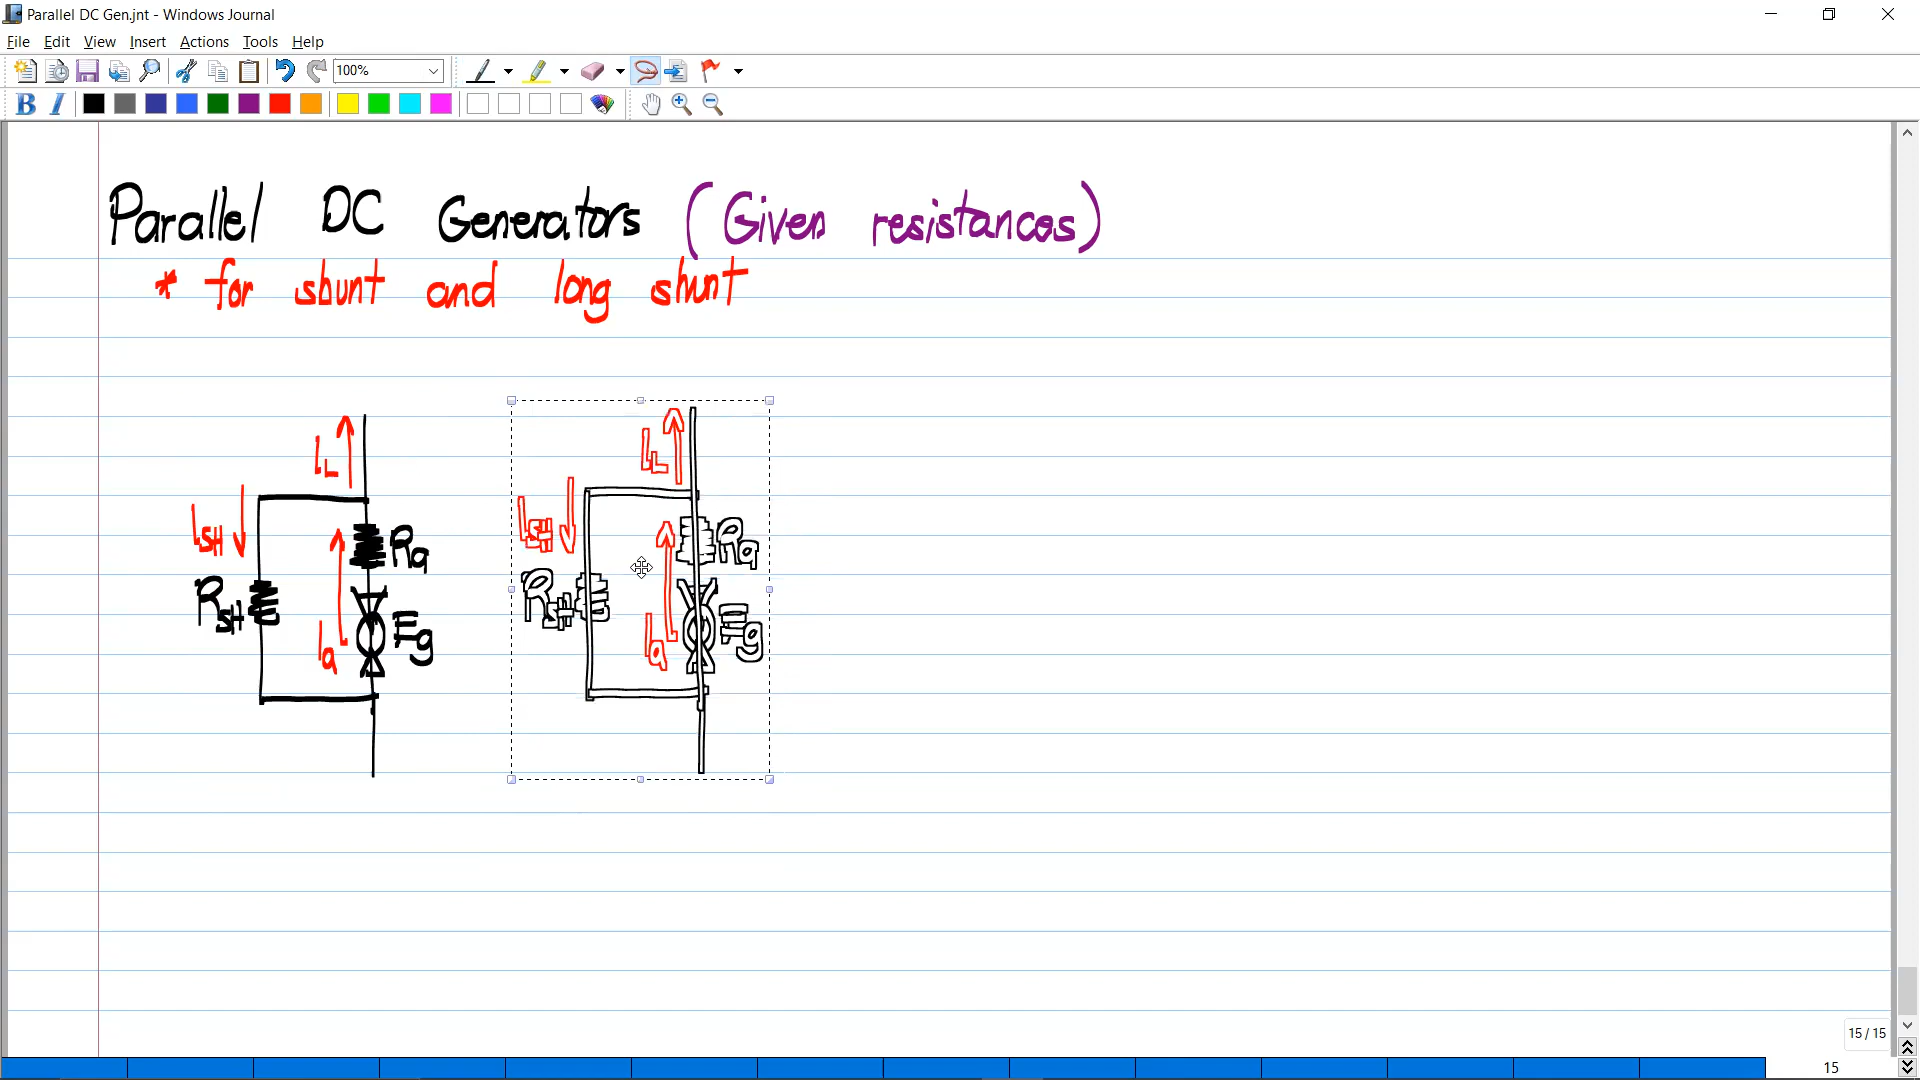 Parallel DC Gen.jnt - Windows Journal
File Edit View Insert Actions Tools Help
100%
B I
Parallel DC Generators (Given resistances)
* for shunt and long shunt
IL
IL
ISH
Ra
ISH
Ra
RSH
Eg
RSH
Eg
Ia
Ia
15 / 15
15